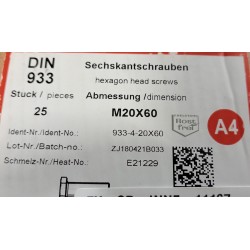 DIN
933
Sechskantschrauben
hexagon head screws
Stuck / pieces
25
Abmessung /dimension
M20X60
Ident-Nr./Ident-No.: 933-4-20X60
Lot-Nr./Batch-no.: ZJ180421B033
Schmelz-Nr./Heat-No.: E21229
Rost
frei
A4